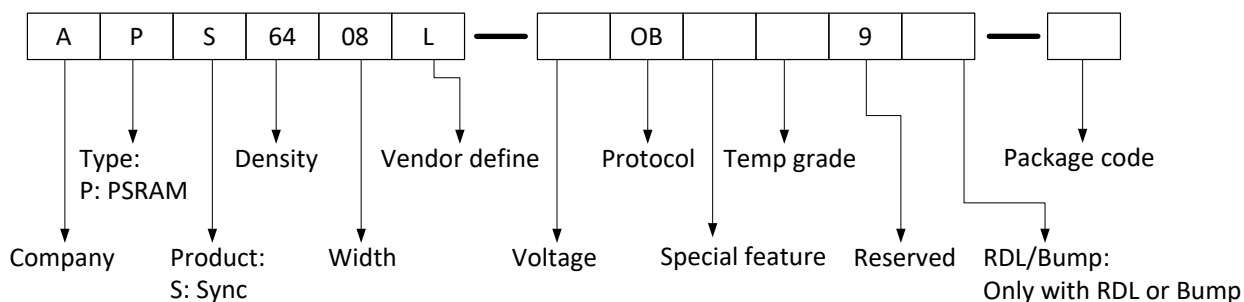 A P S 64 08 L — OB 9 —
Type:
P: PSRAM
Density
Vendor define
Protocol
Temp grade
Package code
Company
Product:
S: Sync
Width
Voltage
Special feature
Reserved
RDL/Bump:
Only with RDL or Bump